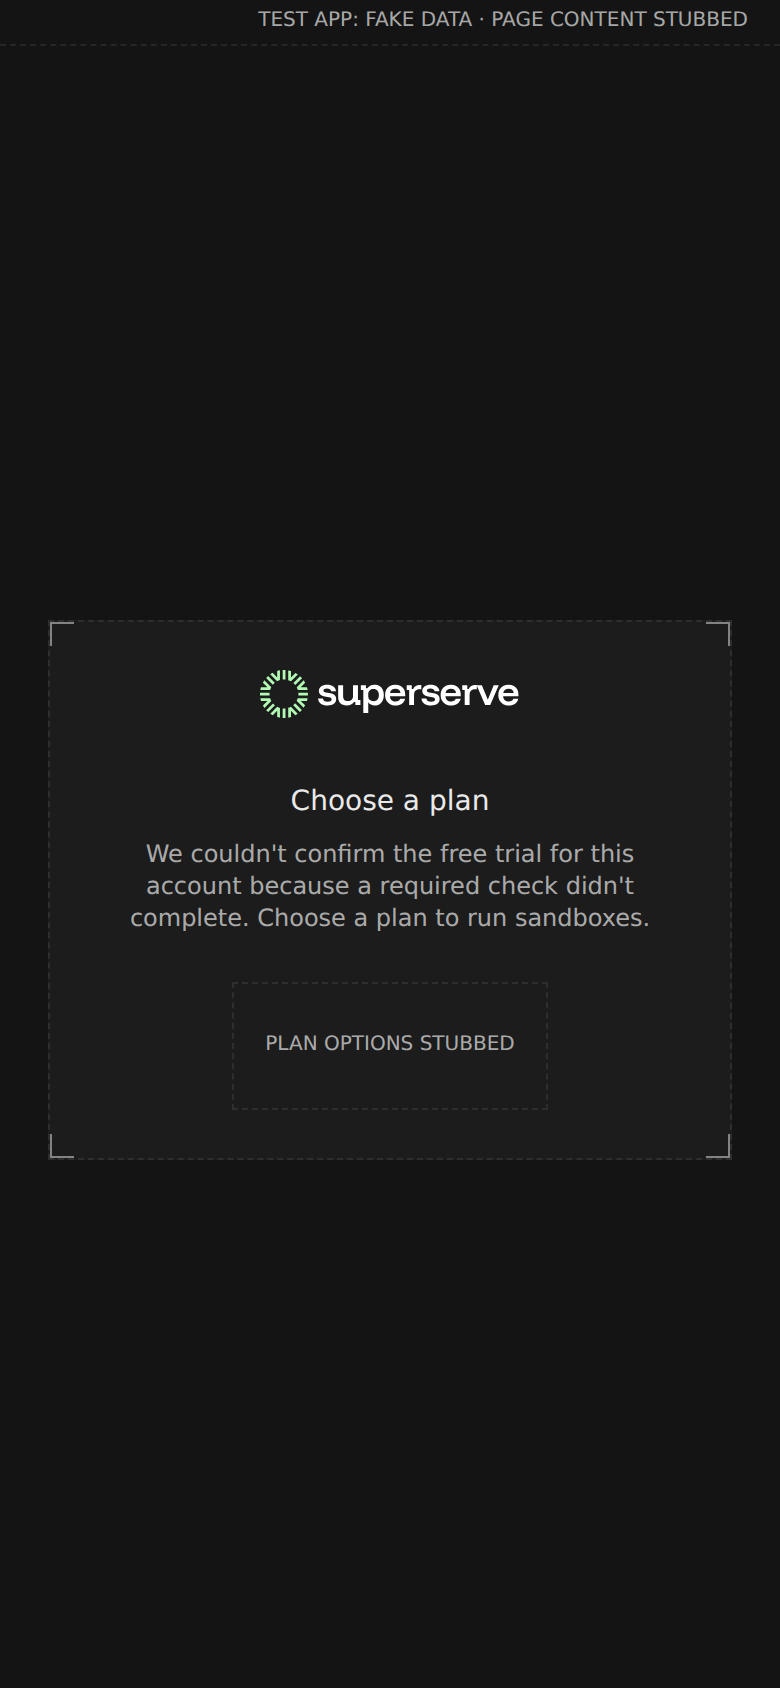 TEST APP: FAKE DATA · PAGE CONTENT STUBBED
superserve
Choose a plan
We couldn't confirm the free trial for this
account because a required check didn't
complete. Choose a plan to run sandboxes.
PLAN OPTIONS STUBBED